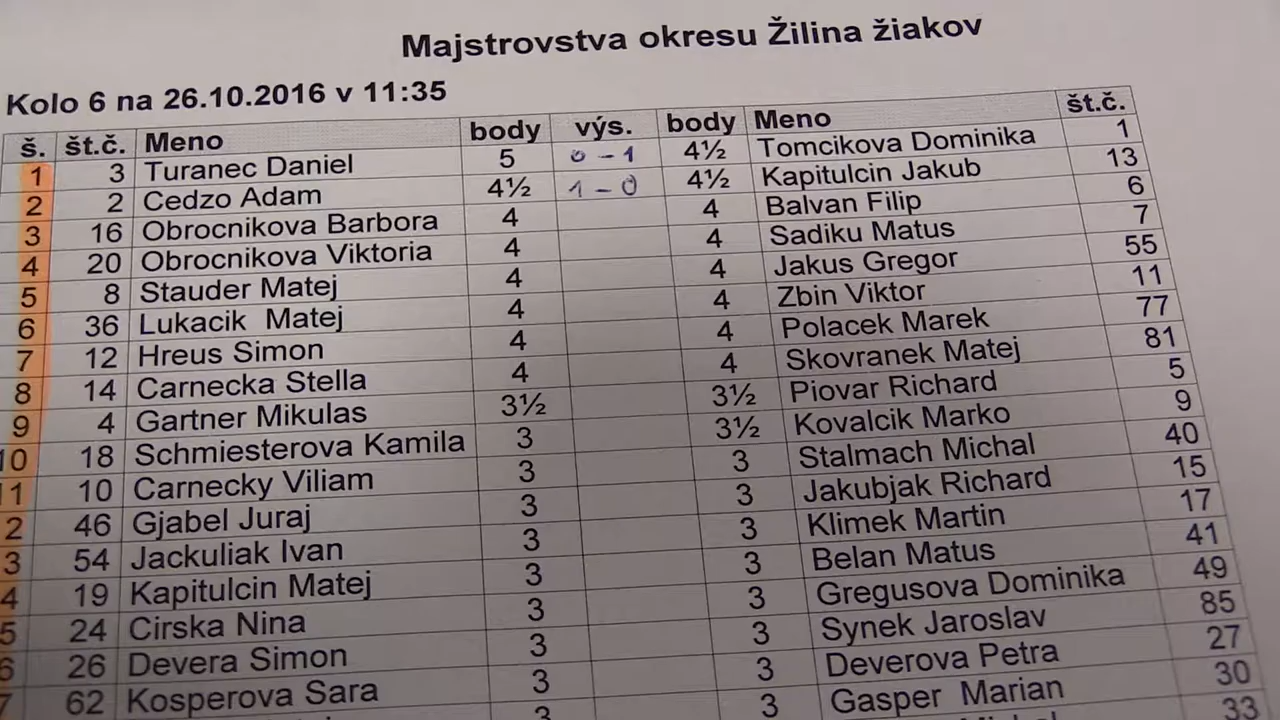 Majstrovstva okresu Žilina žiakov
Kolo 6 na 26.10.2016 v 11:35
š. št.č. Meno body výs. body Meno št.č.
1 3 Turanec Daniel 5 0 - 1 4½ Tomcikova Dominika 1
2 2 Cedzo Adam 4½ 1 - 0 4½ Kapitulcin Jakub 13
3 16 Obrocnikova Barbora 4 4 Balvan Filip 6
4 20 Obrocnikova Viktoria 4 4 Sadiku Matus 7
5 8 Stauder Matej 4 4 Jakus Gregor 55
6 36 Lukacik Matej 4 4 Zbin Viktor 11
7 12 Hreus Simon 4 4 Polacek Marek 77
8 14 Carnecka Stella 4 4 Skovranek Matej 81
9 4 Gartner Mikulas 3½ 3½ Piovar Richard 5
10 18 Schmiesterova Kamila 3 3½ Kovalcik Marko 9
11 10 Carnecky Viliam 3 3 Stalmach Michal 40
2 46 Gjabel Juraj 3 3 Jakubjak Richard 15
3 54 Jackuliak Ivan 3 3 Klimek Martin 17
4 19 Kapitulcin Matej 3 3 Belan Matus 41
5 24 Cirska Nina 3 3 Gregusova Dominika 49
6 26 Devera Simon 3 3 Synek Jaroslav 85
7 62 Kosperova Sara 3 3 Deverova Petra 27
3 3 Gasper Marian 30
33